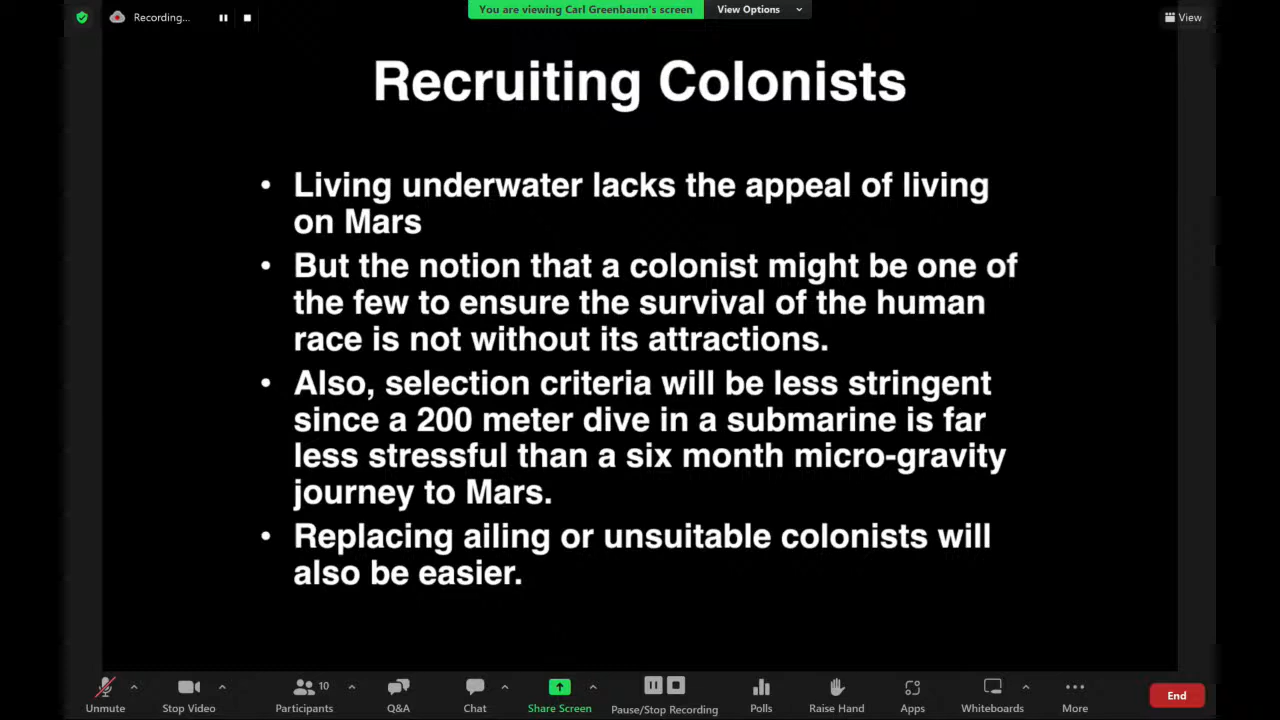 Recording...
You are viewing Carl Greenbaum's screen
View Options
View
Recruiting Colonists
• Living underwater lacks the appeal of living
on Mars
• But the notion that a colonist might be one of
the few to ensure the survival of the human
race is not without its attractions.
• Also, selection criteria will be less stringent
since a 200 meter dive in a submarine is far
less stressful than a six month micro-gravity
journey to Mars.
• Replacing ailing or unsuitable colonists will
also be easier.
10
Unmute
Stop Video
Participants
Q&A
Chat
Share Screen
Pause/Stop Recording
Polls
Raise Hand
Apps
Whiteboards
More
End